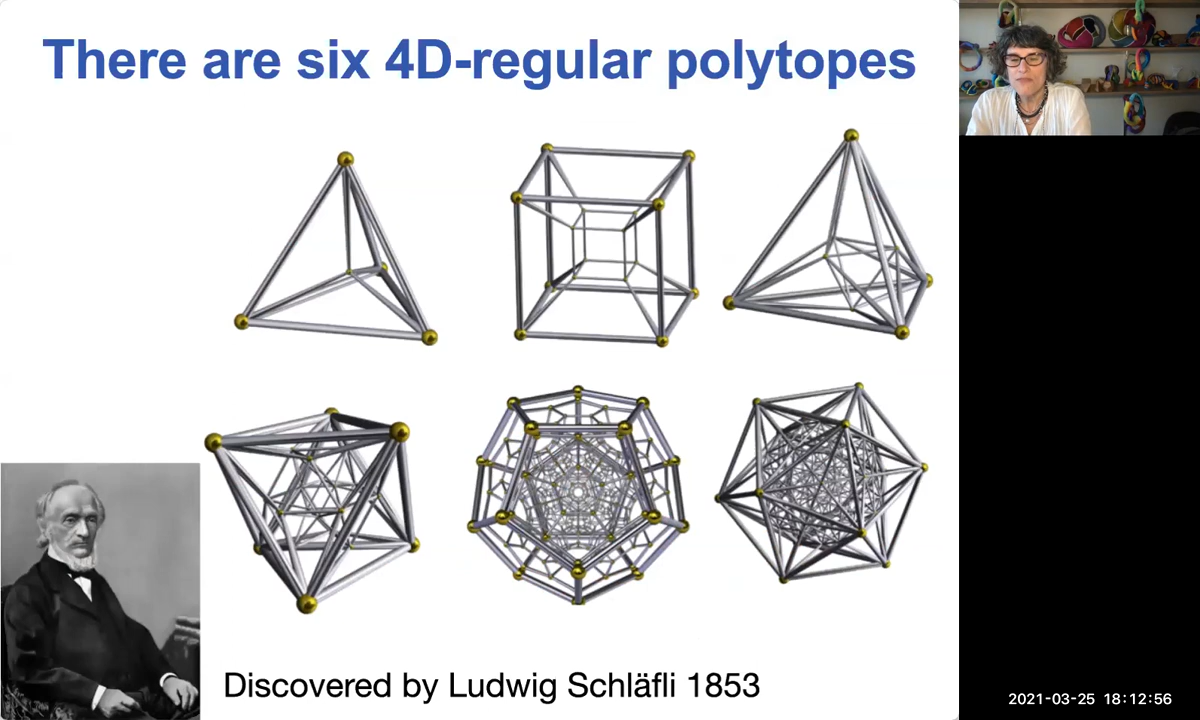 There are six 4D-regular polytopes
Discovered by Ludwig Schläfli 1853
2021-03-25 18:12:56